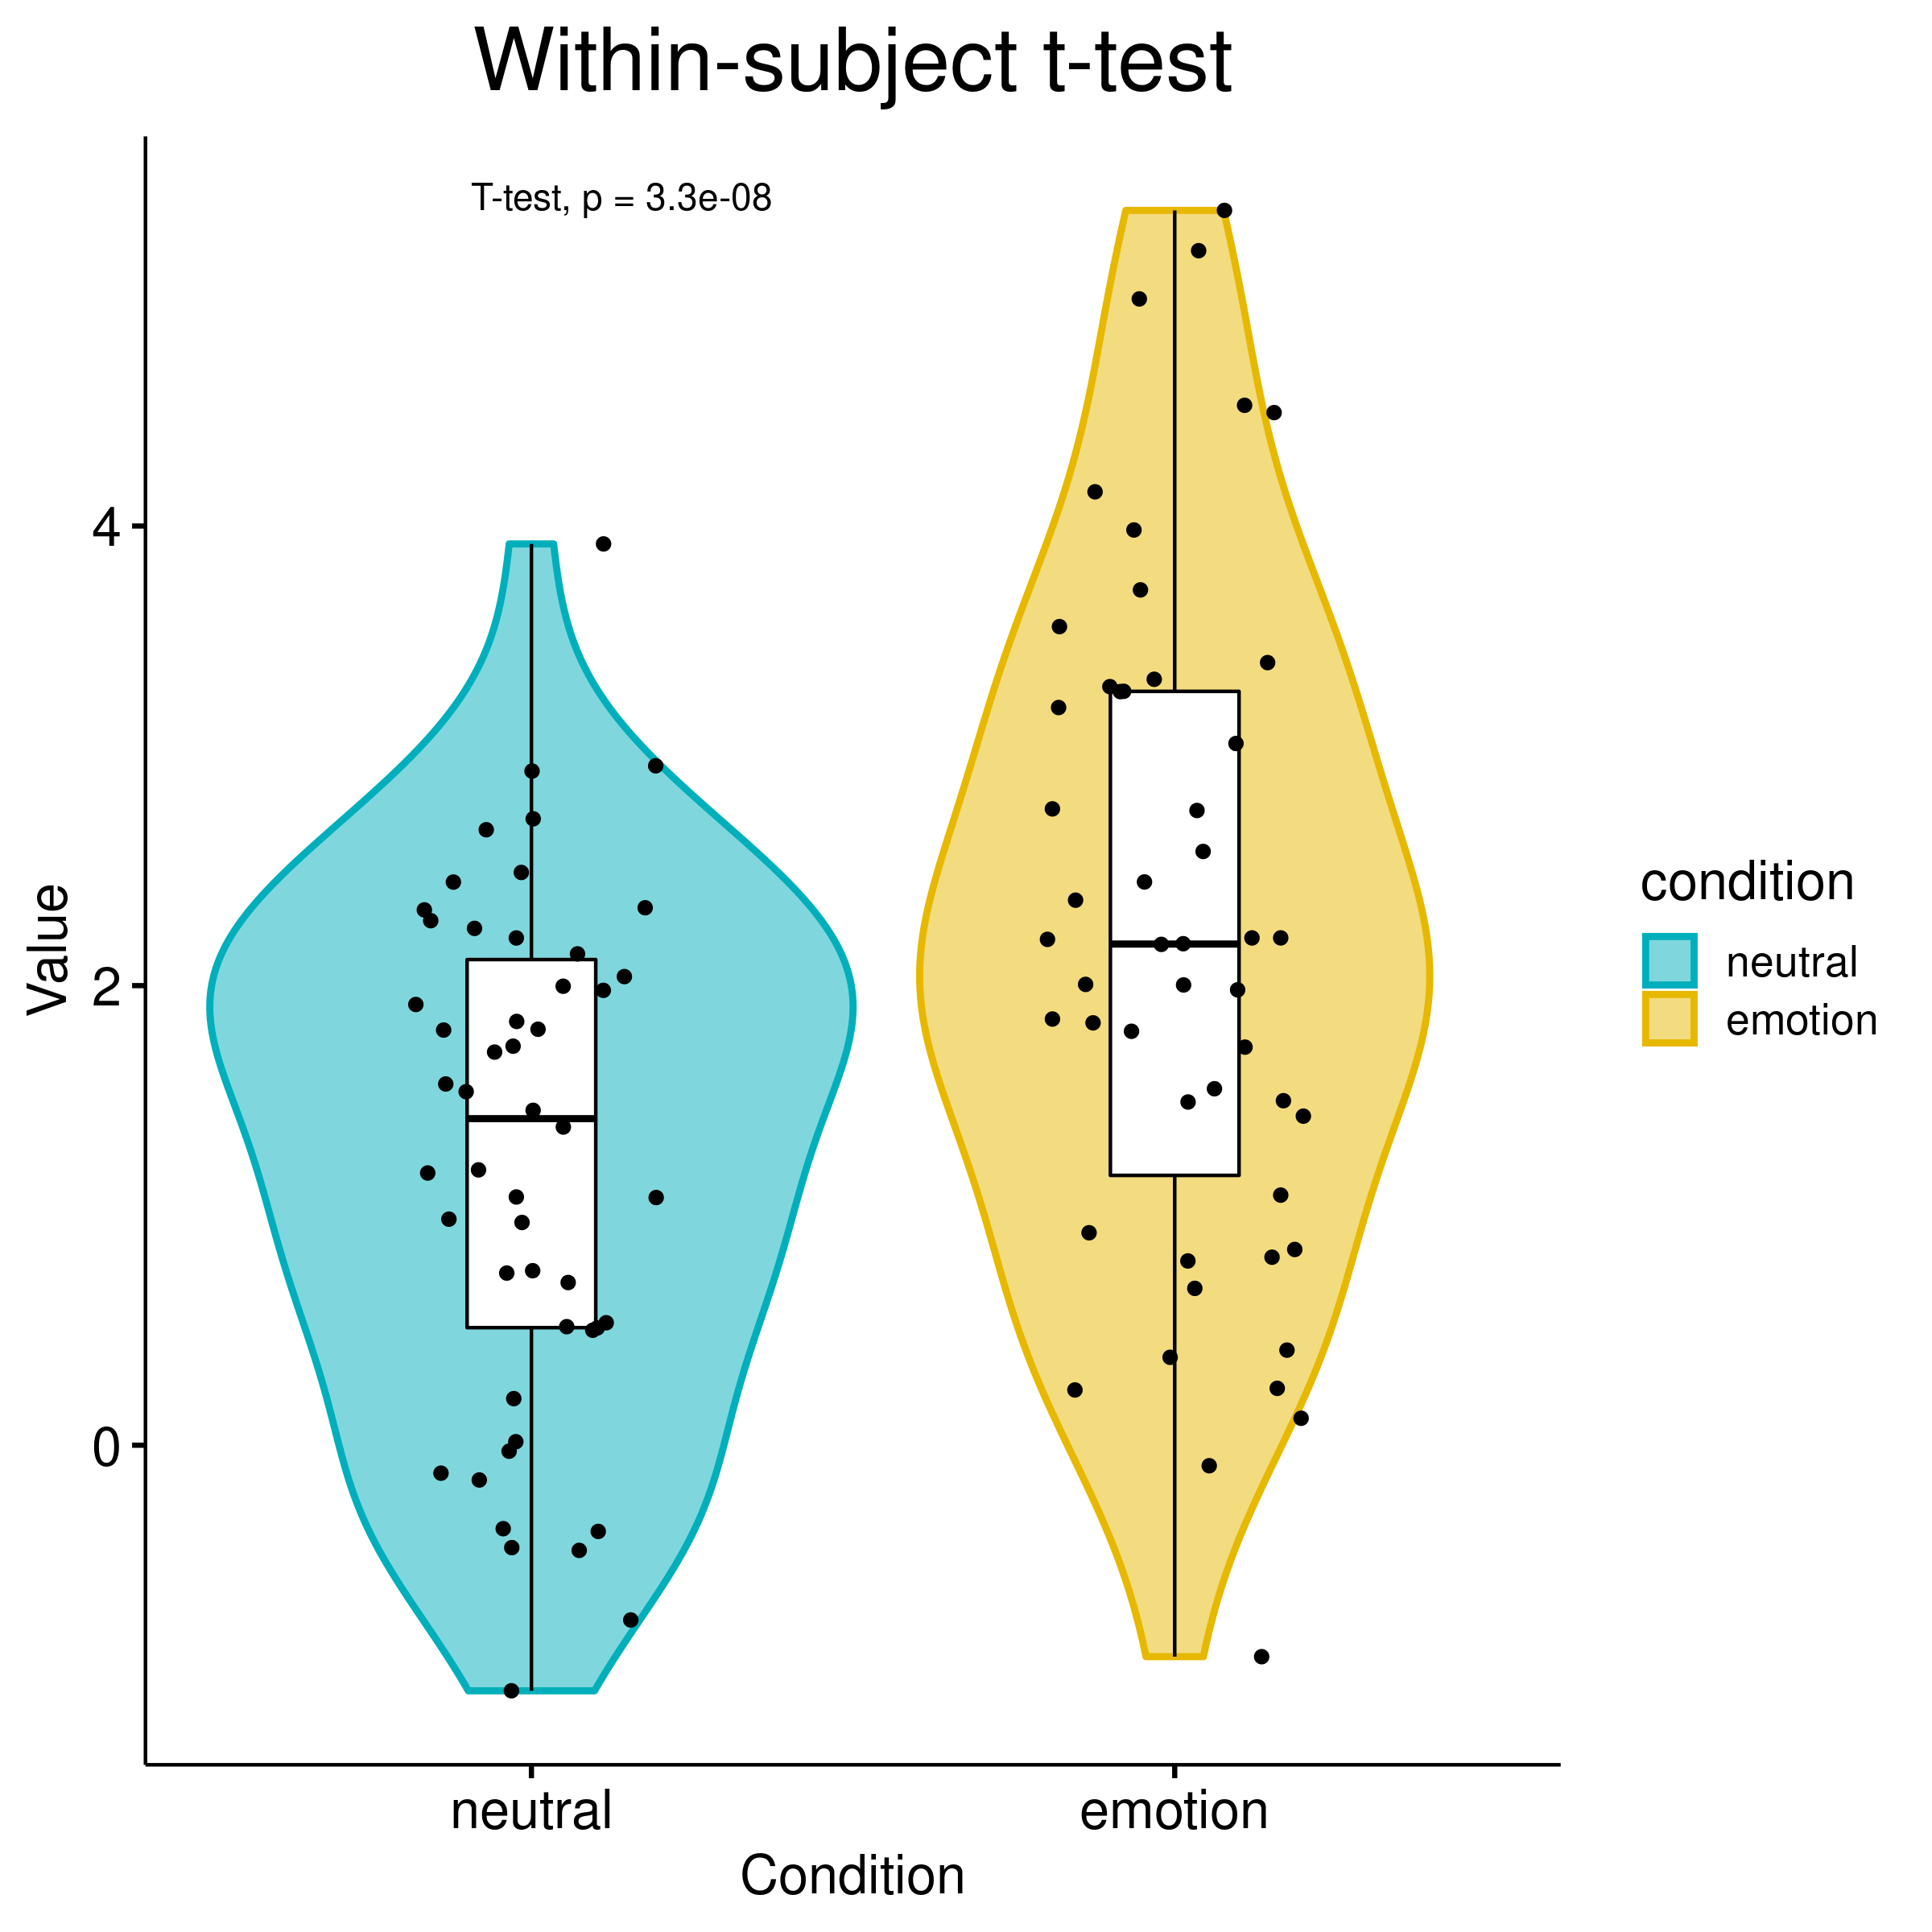 Within-subject t-test
T-test, p = 3.3e-08
4
2
0
Value
neutral
emotion
Condition
condition
neutral
emotion